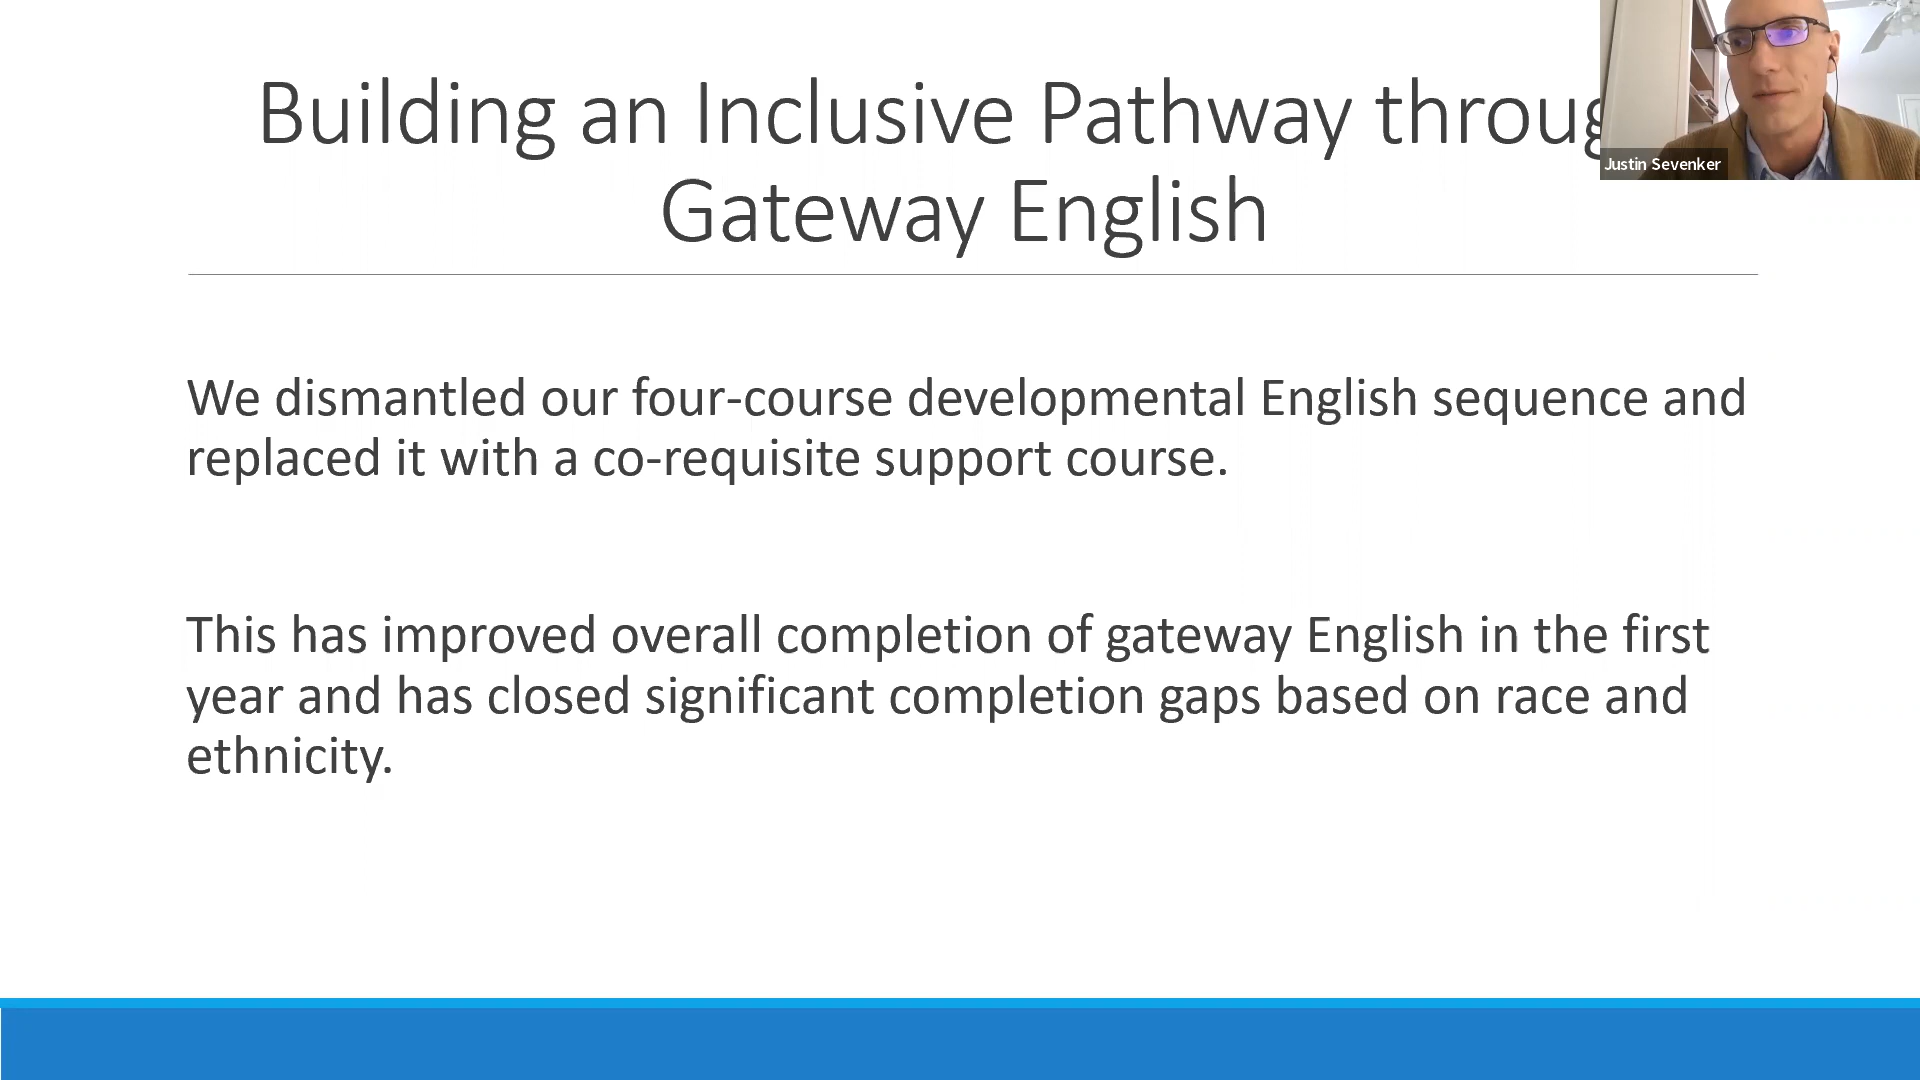 Building an Inclusive Pathway
Gateway English
Justin Sevenker
We dismantled our four-course developmental English sequence and
replaced it with a co-requisite support course.
This has improved overall completion of gateway English in the first
year and has closed significant completion gaps based on race and
ethnicity.